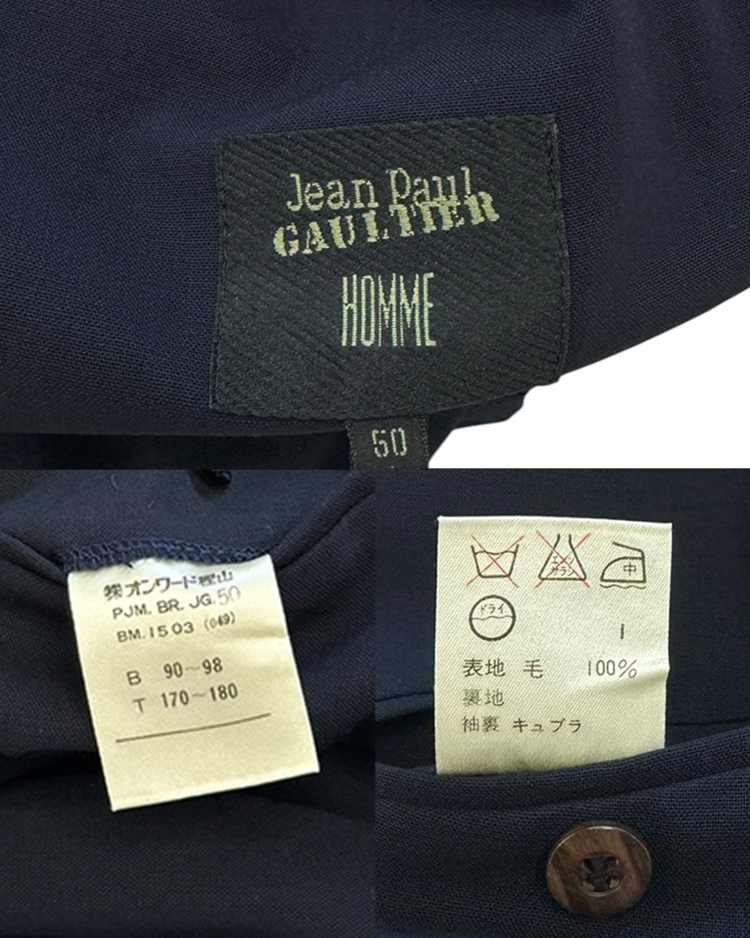 Jean Paul
GAULTIER
HOMME
50
㈱オンワード樫山
PJM. BR. JG. 50
BM. 1503 (049)
B 90~98
T 170~180
エンソ
サラシ
中
ドライ
1
表地 毛 100%
裏地
袖裏 キュプラ